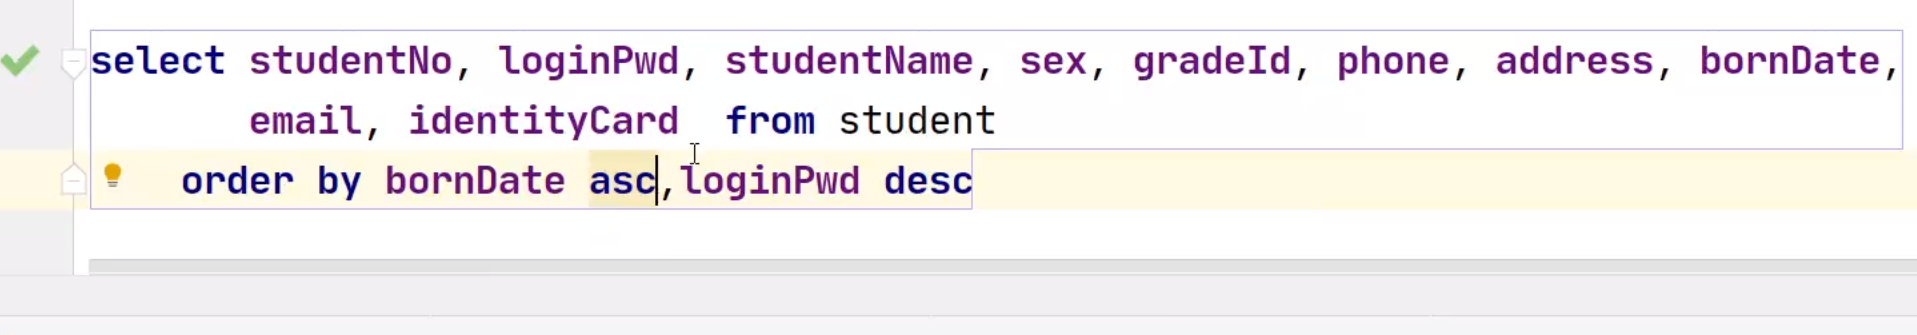 select studentNo, loginPwd, studentName, sex, gradeId, phone, address, bornDate,
email, identityCard  from student
order by bornDate asc,loginPwd desc